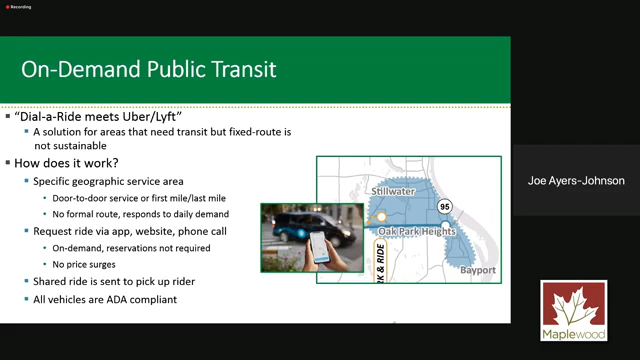 Recording
On-Demand Public Transit
"Dial-a-Ride meets Uber/Lyft"
A solution for areas that need transit but fixed-route is
not sustainable
How does it work?
Specific geographic service area
Door-to-door service or first mile/last mile
No formal route, responds to daily demand
Request ride via app, website, phone call
On-demand, reservations not required
No price surges
Shared ride is sent to pick up rider
All vehicles are ADA compliant
Stillwater
95
Oak Park Heights
Bayport
RK & RIDE
Joe Ayers-Johnson
Maplewood